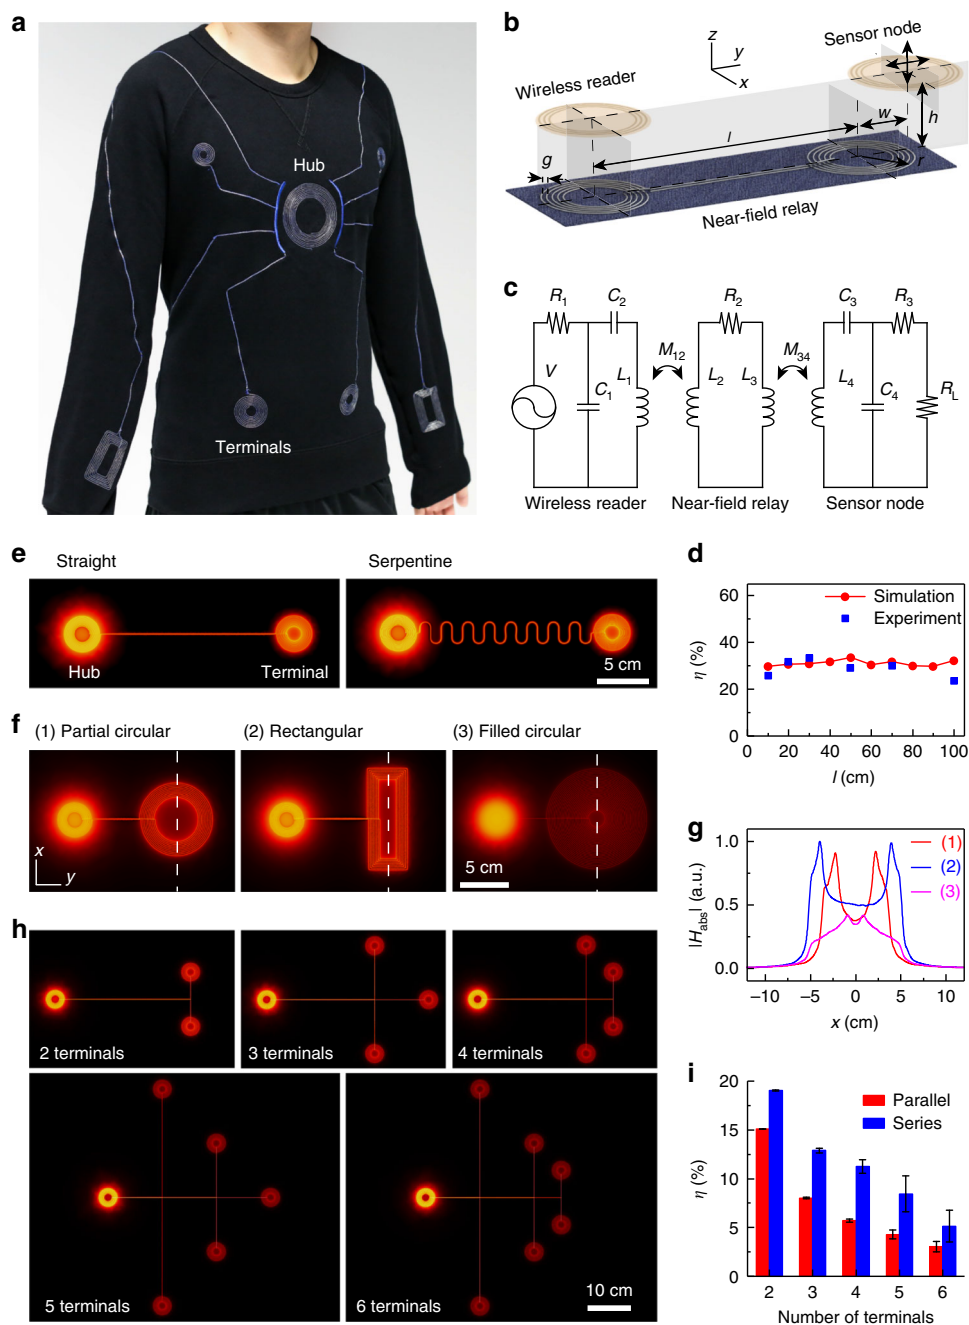 a
Hub
Terminals
b
Wireless reader
Sensor node
z
y
x
w
h
l
g
r
Near-field relay
c
R1
C2
R2
C3
R3
M12
M34
V
C1
L1
L2
L3
L4
C4
RL
Wireless reader
Near-field relay
Sensor node
e
Straight
Serpentine
Hub
Terminal
5 cm
d
60
40
20
0
η (%)
Simulation
Experiment
0 20 40 60 80 100
l (cm)
f
(1) Partial circular
(2) Rectangular
(3) Filled circular
x
y
5 cm
g
1.0
0.5
0.0
|Habs| (a.u.)
(1)
(2)
(3)
−10 −5 0 5 10
x (cm)
h
2 terminals
3 terminals
4 terminals
5 terminals
6 terminals
10 cm
i
20
15
10
5
0
η (%)
Parallel
Series
2 3 4 5 6
Number of terminals